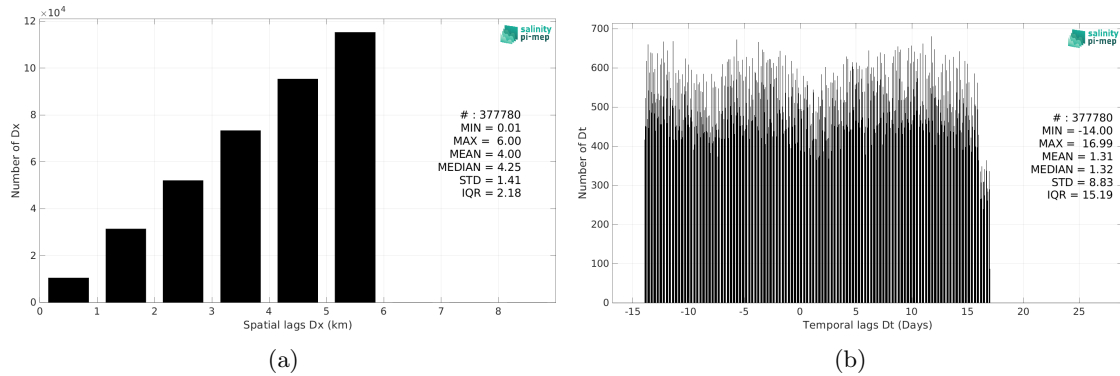 12 ×10⁴
10
8
6
4
2
0
Number of Dx
0 1 2 3 4 5 6 7 8
Spatial lags Dx (km)
salinity
pi-mep
# : 377780
MIN = 0.01
MAX = 6.00
MEAN = 4.00
MEDIAN = 4.25
STD = 1.41
IQR = 2.18
(a)
700
600
500
400
300
200
100
0
Number of Dt
-15 -10 -5 0 5 10 15 20 25
Temporal lags Dt (Days)
salinity
pi-mep
# : 377780
MIN = -14.00
MAX = 16.99
MEAN = 1.31
MEDIAN = 1.32
STD = 8.83
IQR = 15.19
(b)